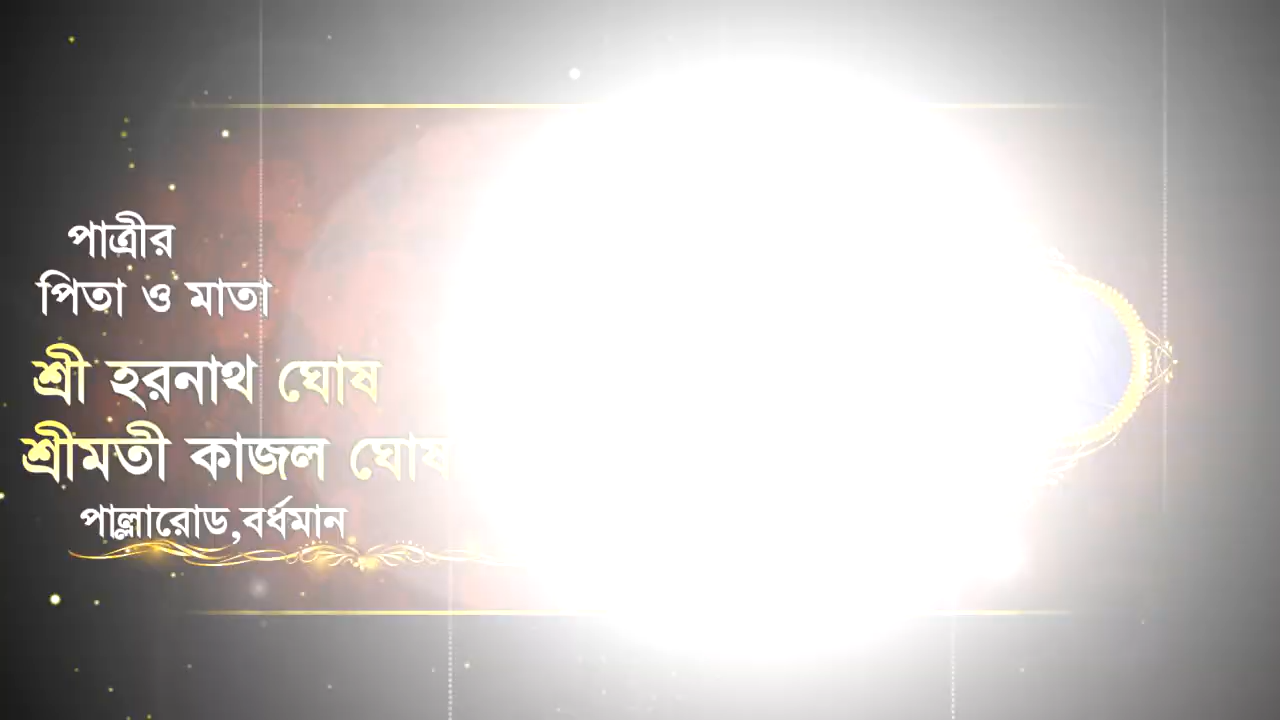 পাত্রীর
পিতা ও মাতা
শ্রী হরনাথ ঘোষ
শ্রীমতী কাজল ঘোষ
পাল্লারোড,বর্ধমান